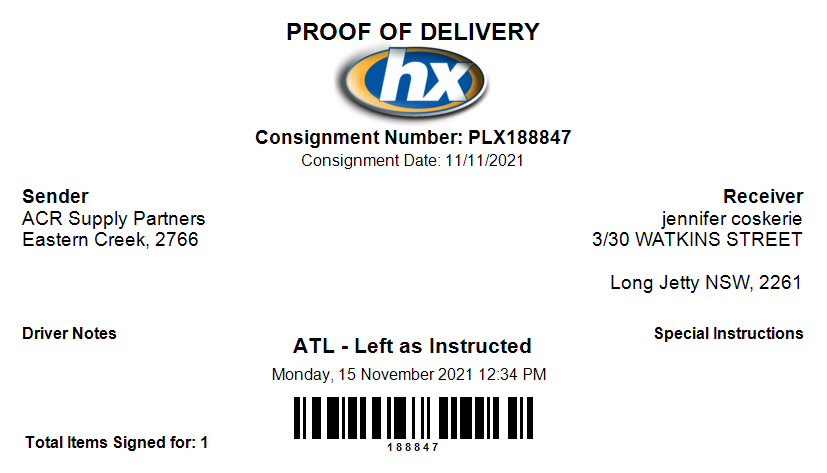 PROOF OF DELIVERY
hx
Consignment Number: PLX188847
Consignment Date: 11/11/2021
Sender
ACR Supply Partners
Eastern Creek, 2766
Receiver
jennifer coskerie
3/30 WATKINS STREET
Long Jetty NSW, 2261
Driver Notes
ATL - Left as Instructed
Special Instructions
Monday, 15 November 2021 12:34 PM
188847
Total Items Signed for: 1